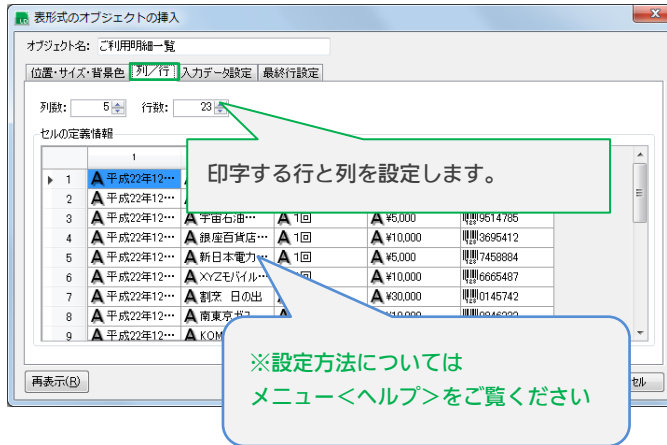 表形式のオブジェクトの挿入
オブジェクト名: ご利用明細一覧
位置・サイズ・背景色 列／行 入力データ設定 最終行設定
列数: 5 行数: 23
セルの定義情報
1
印字する行と列を設定します。
1 A 平成22年12…
2 A 平成22年12…
3 A 平成22年12… A 宇宙石油… A 1回 A ¥5,000 9514785
4 A 平成22年12… A 銀座百貨店… A 1回 A ¥10,000 3695412
5 A 平成22年12… A 新日本電力… A 1回 A ¥5,000 7458884
6 A 平成22年12… A XYZモバイル… 回 A ¥10,000 6665487
7 A 平成22年12… A 割烹 日の出 A ¥30,000 0145742
8 A 平成22年12… A 南東京ガス
9 A 平成22年12… A KOM
※設定方法については
メニュー＜ヘルプ＞をご覧ください
再表示(R) セル